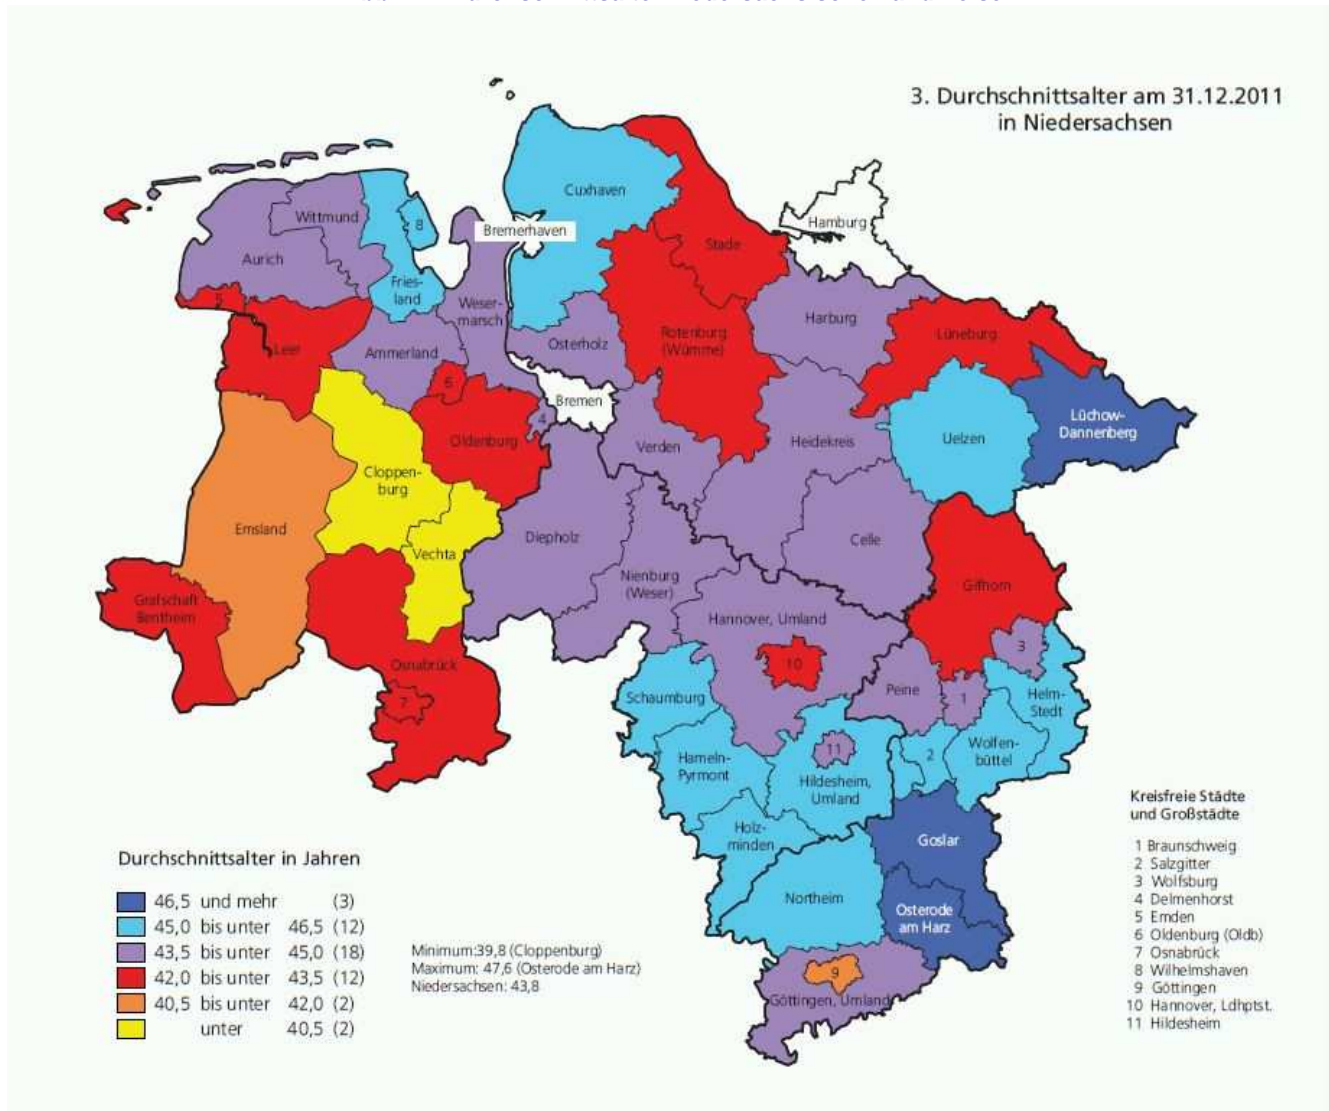 3. Durchschnittsalter am 31.12.2011
in Niedersachsen
Cuxhaven
Hamburg
Wittmund
8
Bremerhaven
Stade
Aurich
Fries-
land
5
Weser-
marsch
Harburg
Rotenburg
(Wümme)
Lüneburg
Leer
Ammerland
Osterholz
6
Bremen
4
Lüchow-
Dannenberg
Oldenburg
Verden
Heidekreis
Uelzen
Cloppen-
burg
Emsland
Diepholz
Celle
Vechta
Nienburg
(Weser)
Gifhorn
Grafschaft
Bentheim
Hannover, Umland
3
Osnabrück
10
7
Peine
1
Helm-
Stedt
Schaumburg
Wolfen-
büttel
2
11
Hameln-
Pyrmont
Hildesheim,
Umland
Holz-
minden
Goslar
Northeim
Osterode
am Harz
9
Göttingen, Umland
Durchschnittsalter in Jahren
46,5 und mehr (3)
45,0 bis unter 46,5 (12)
43,5 bis unter 45,0 (18)
42,0 bis unter 43,5 (12)
40,5 bis unter 42,0 (2)
unter 40,5 (2)
Minimum:39,8 (Cloppenburg)
Maximum: 47,6 (Osterode am Harz)
Niedersachsen: 43,8
Kreisfreie Städte
und Großstädte
1 Braunschweig
2 Salzgitter
3 Wolfsburg
4 Delmenhorst
5 Emden
6 Oldenburg (Oldb)
7 Osnabrück
8 Wilhelmshaven
9 Göttingen
10 Hannover, Ldhptst.
11 Hildesheim